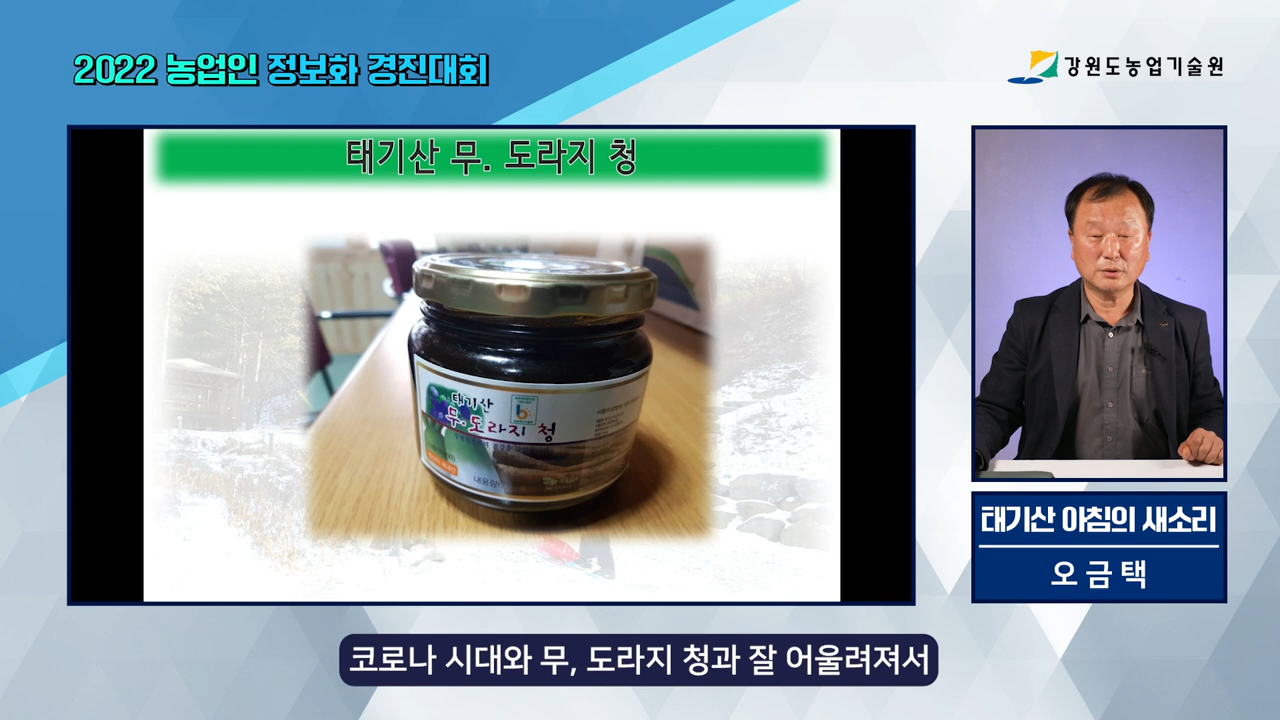 2022 농업인 정보화 경진대회
강원도농업기술원
태기산 무. 도라지 청
태기산
무.도라지 청
내용량
태기산 아침의 새소리
오금택
코로나 시대와 무, 도라지 청과 잘 어울려져서